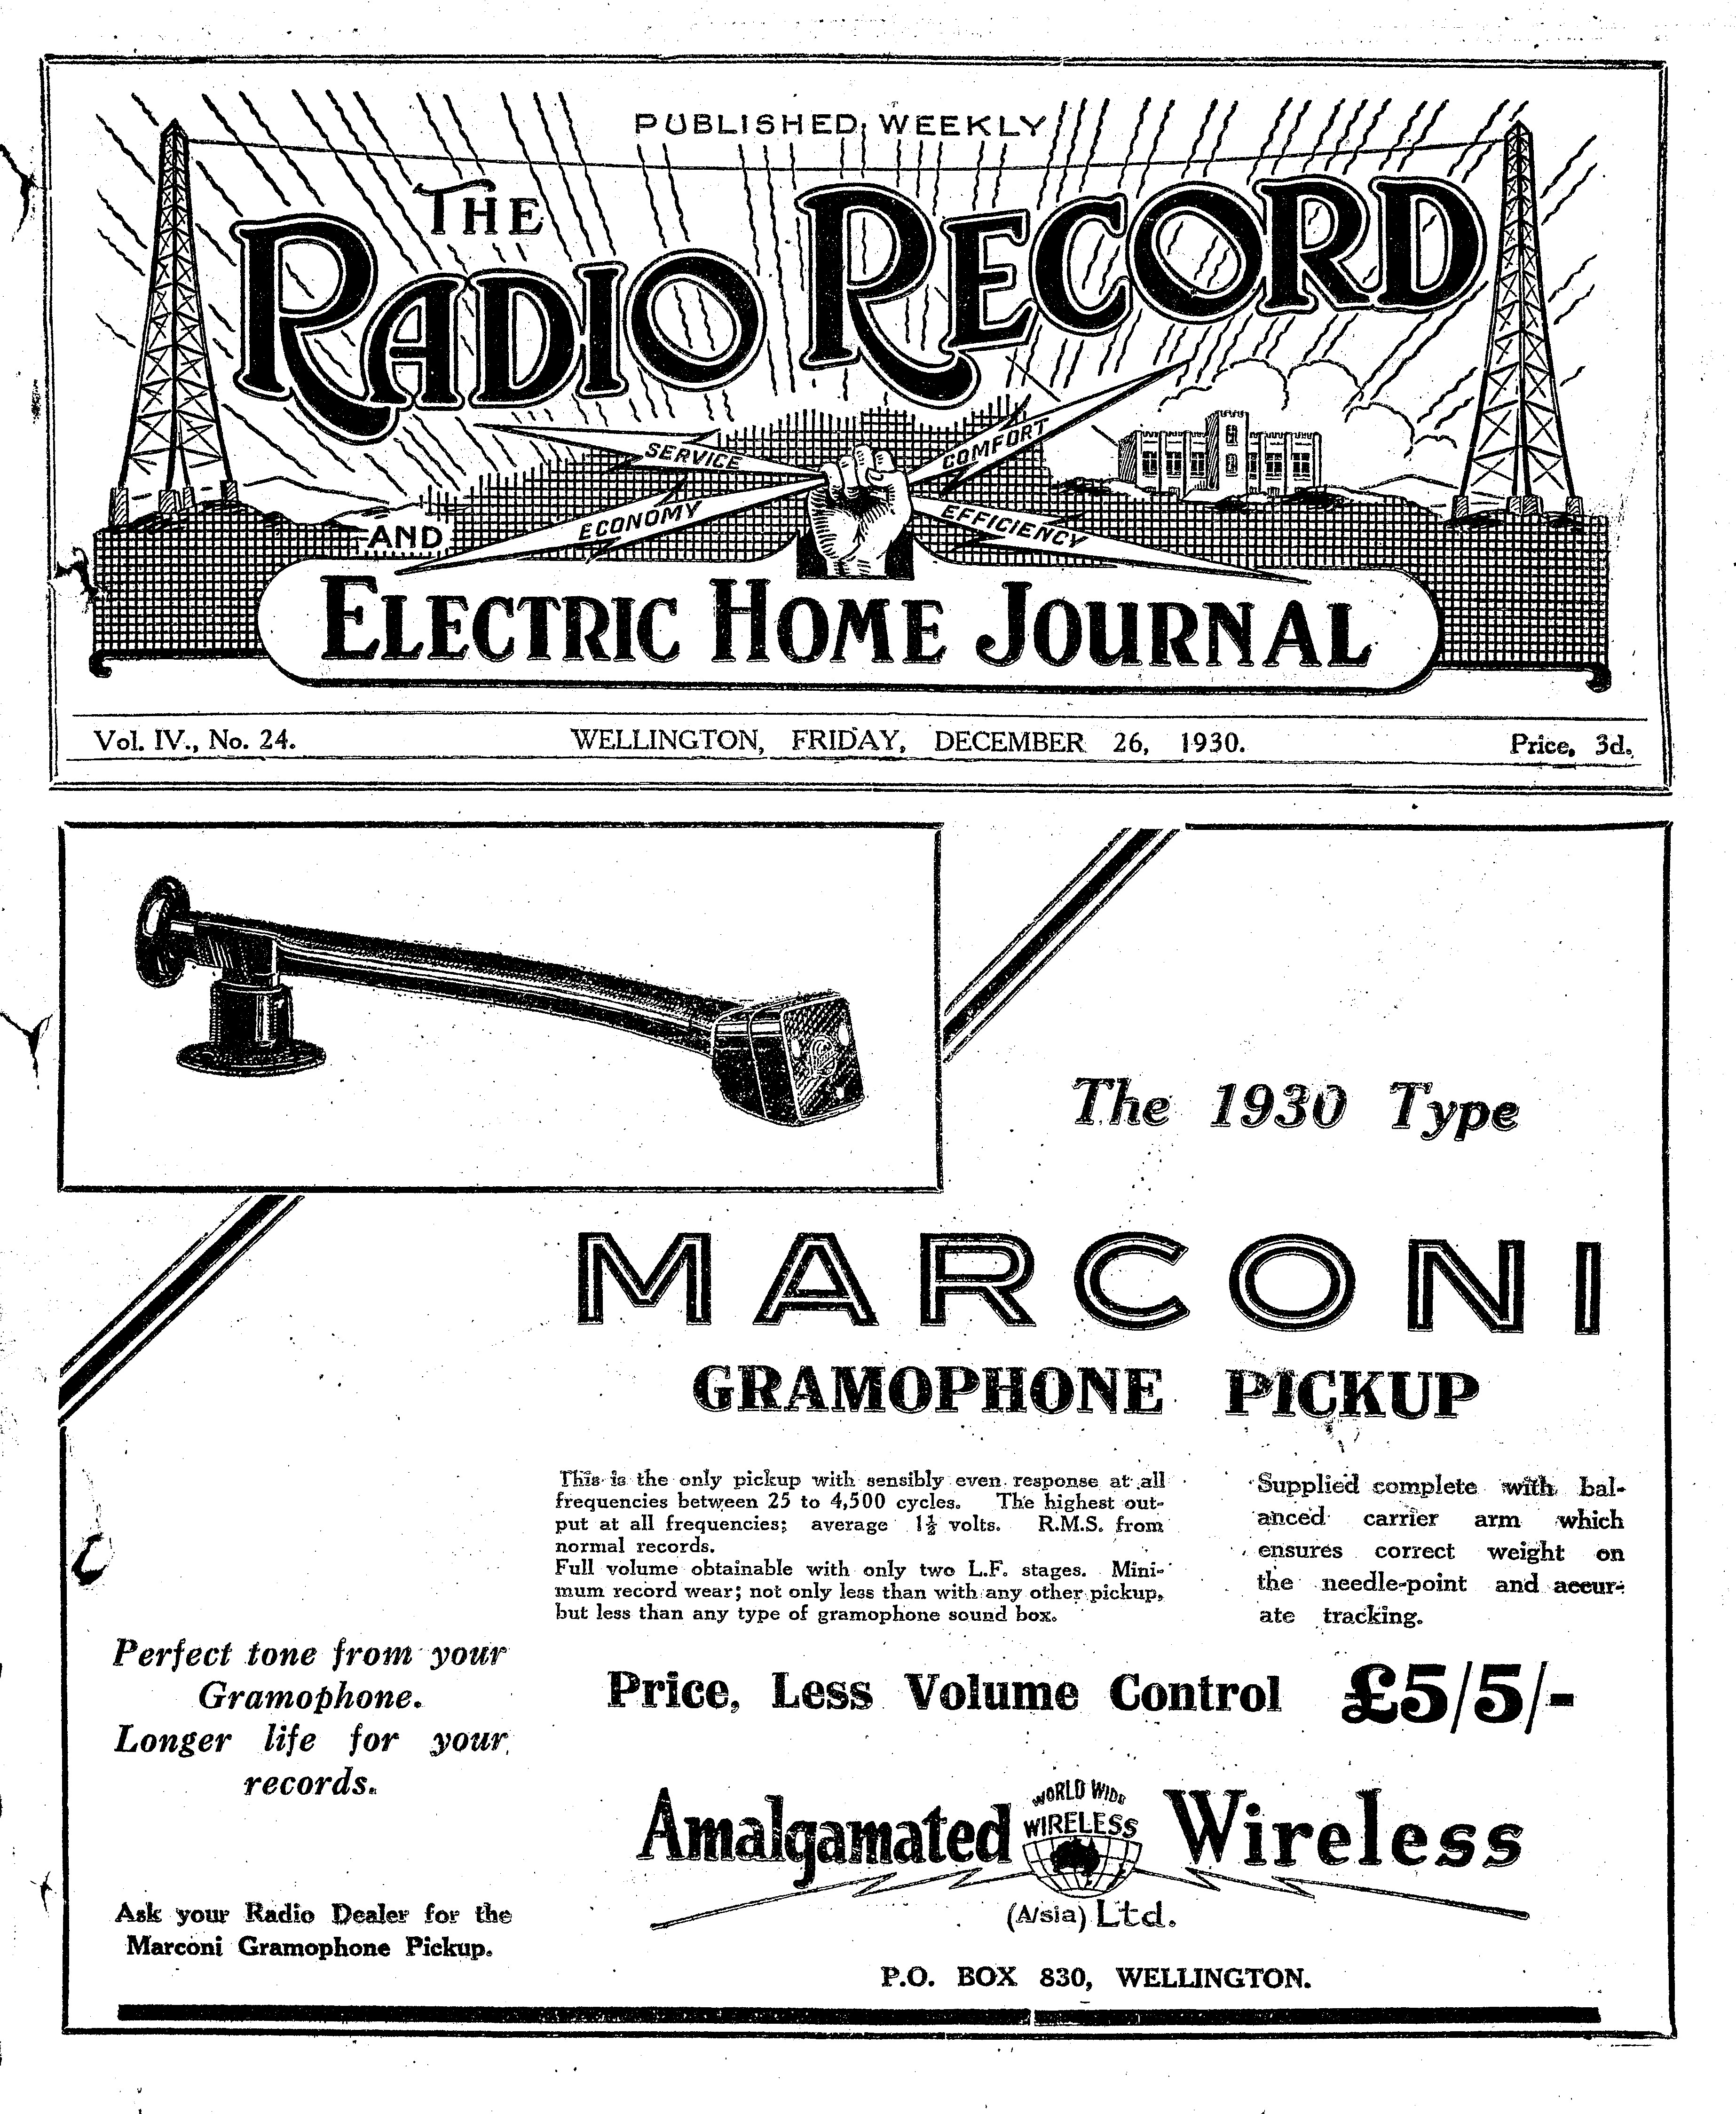 PUBLISHED WEEKLY
THE
RADIO RECORD
SERVICE
COMFORT
ECONOMY
EFFICIENCY
AND
ELECTRIC HOME JOURNAL
Vol. IV., No. 24.
WELLINGTON, FRIDAY, DECEMBER 26, 1930.
Price, 3d.
The 1930 Type
MARCONI
GRAMOPHONE PICKUP
This is the only pickup with sensibly even response at all
frequencies between 25 to 4,500 cycles. The highest out-
put at all frequencies; average 1½ volts. R.M.S. from
normal records.
Full volume obtainable with only two L.F. stages. Mini-
mum record wear; not only less than with any other pickup,
but less than any type of gramophone sound box.
Supplied complete with bal-
anced carrier arm which
ensures correct weight on
the needle-point and accur-
ate tracking.
Perfect tone from your
Gramophone.
Longer life for your
records.
Price, Less Volume Control £5/5/-
Amalgamated Wireless
WORLD WIDE
WIRELESS
(A/sia) Ltd.
Ask your Radio Dealer for the
Marconi Gramophone Pickup.
P.O. BOX 830, WELLINGTON.